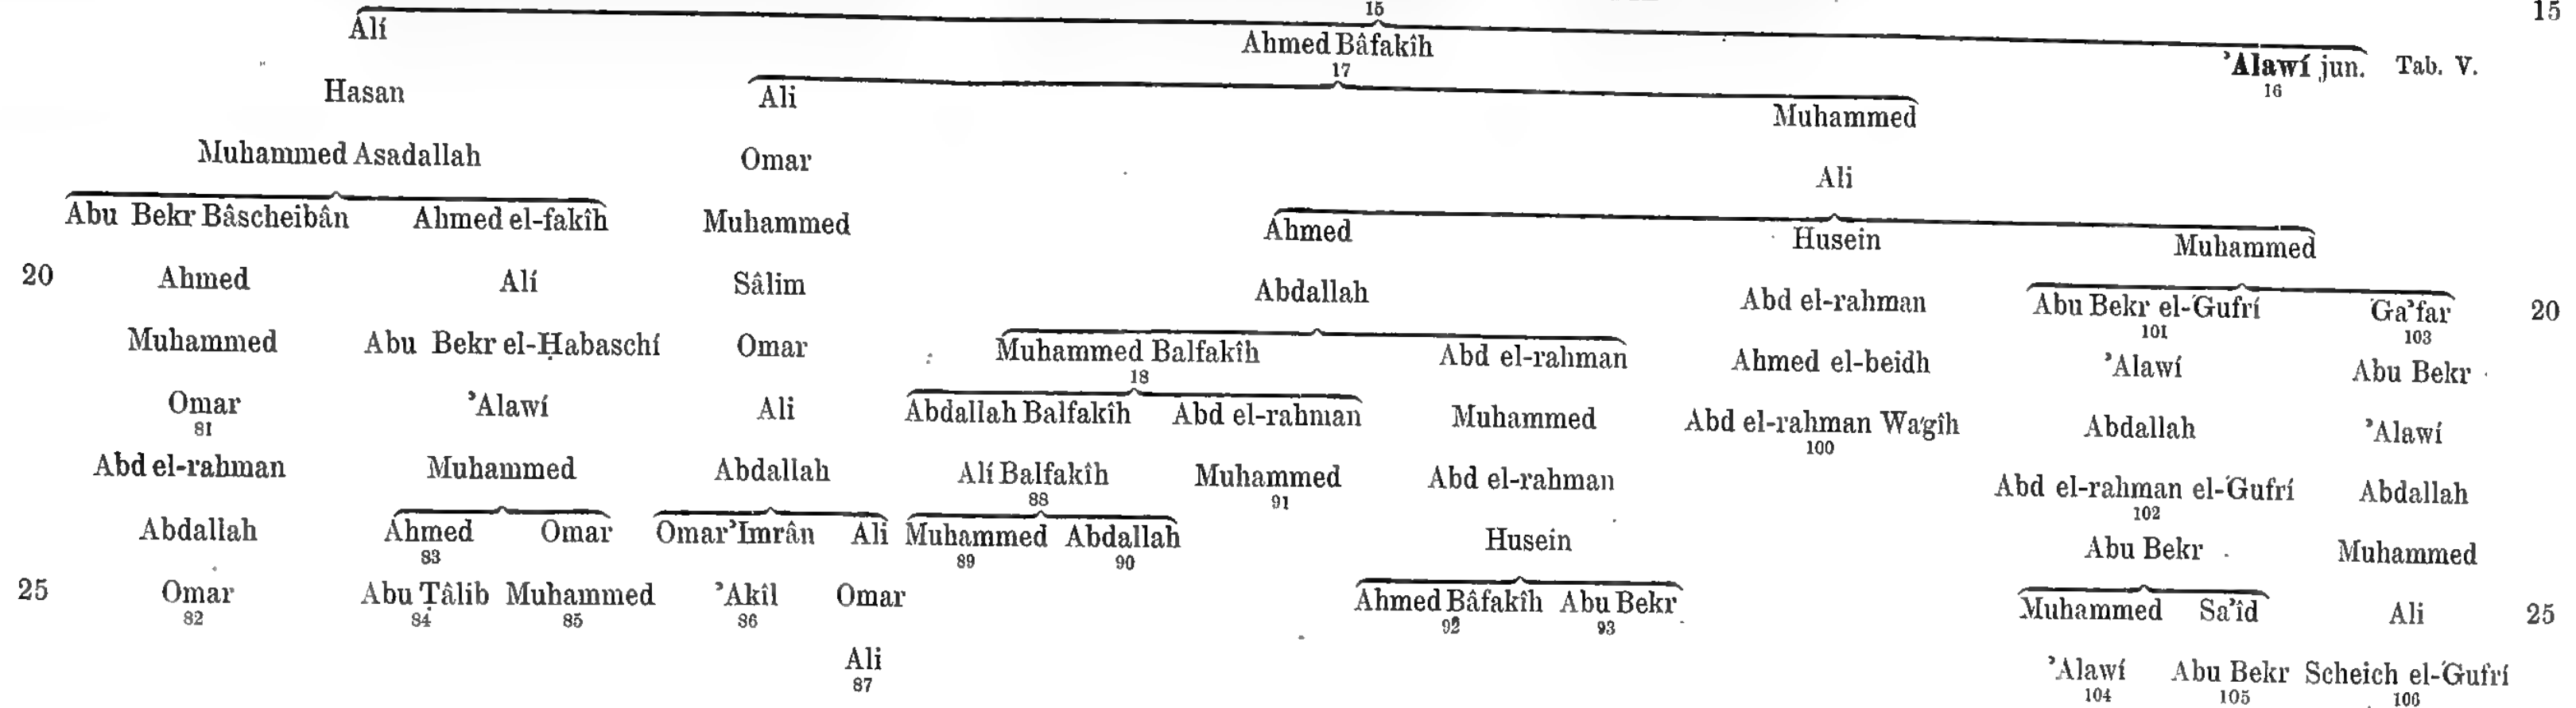 15 15
Alí Ahmed Bâfakîh ’Alawí jun. Tab. V.
17 16
Hasan Ali Muhammed
Muhammed Asadallah Omar Ali
Abu Bekr Bâscheibân Ahmed el-fakîh Muhammed Ahmed Husein Muhammed
20 Ahmed Alí Sâlim Abdallah Abd el-rahman Abu Bekr el-Ǵufrí Ǵa’far 20
101 103
Muhammed Abu Bekr el-Ḥabaschí Omar Muhammed Balfakîh Abd el-rahman Ahmed el-beidh ’Alawí Abu Bekr
18
Omar ’Alawí Ali Abdallah Balfakîh Abd el-rahman Muhammed Abd el-rahman Waǵîh Abdallah ’Alawí
81 100
Abd el-rahman Muhammed Abdallah Alí Balfakîh Muhammed Abd el-rahman Abd el-rahman el-Ǵufrí Abdallah
88 91 102
Abdallah Ahmed Omar Omar ’Imrân Ali Muhammed Abdallah Husein Abu Bekr Muhammed
83 89 90
25 Omar Abu Ṭâlib Muhammed ’Akîl Omar Ahmed Bâfakîh Abu Bekr Muhammed Sa’îd Ali 25
82 84 85 86 92 93
Ali ’Alawí Abu Bekr Scheich el-Ǵufrí
87 104 105 106